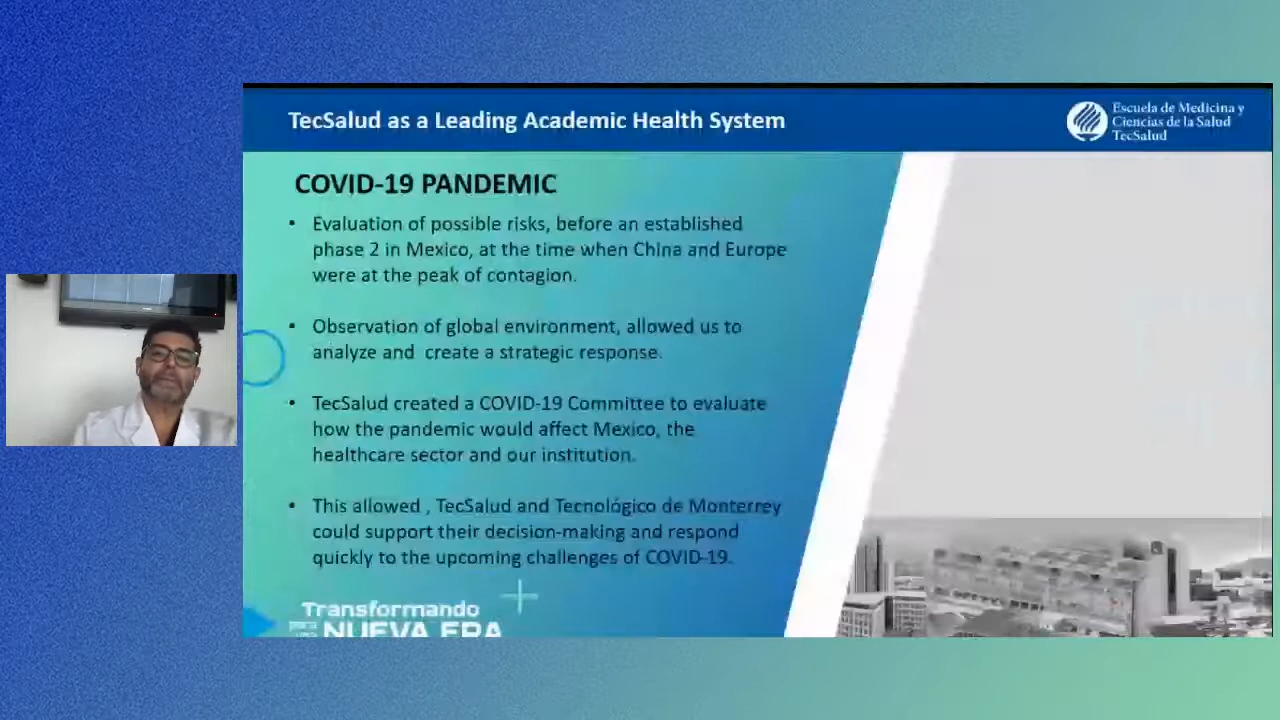 TecSalud as a Leading Academic Health System
Escuela de Medicina y
Ciencias de la Salud
TecSalud
COVID-19 PANDEMIC
• Evaluation of possible risks, before an established
phase 2 in Mexico, at the time when China and Europe
were at the peak of contagion.
• Observation of global environment, allowed us to
analyze and  create a strategic response.
• TecSalud created a COVID-19 Committee to evaluate
how the pandemic would affect Mexico, the
healthcare sector and our institution.
• This allowed , TecSalud and Tecnológico de Monterrey
could support their decision-making and respond
quickly to the upcoming challenges of COVID-19.
Transformando
para
una
NUEVA ERA